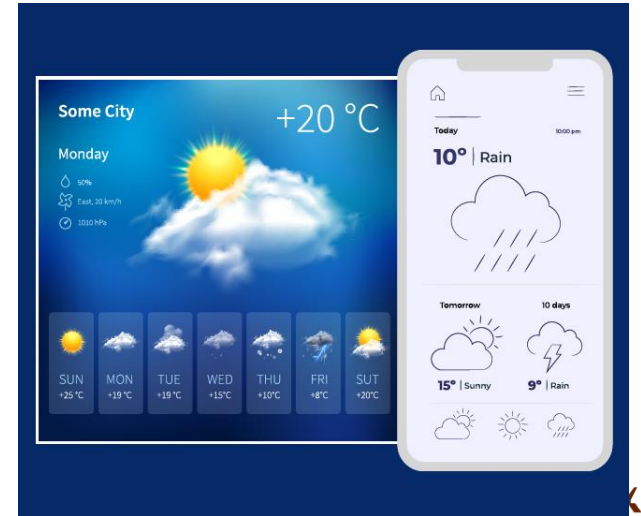 Some City
+20 °C
Monday
50%
East, 20 km/h
1010 hPa
SUN MON TUE WED THU FRI SUT
+25 °C +19 °C +19 °C +15°C +10°C +8°C +20°C
Today 10:00 pm
10° | Rain
Tomorrow 10 days
15° | Sunny 9° | Rain